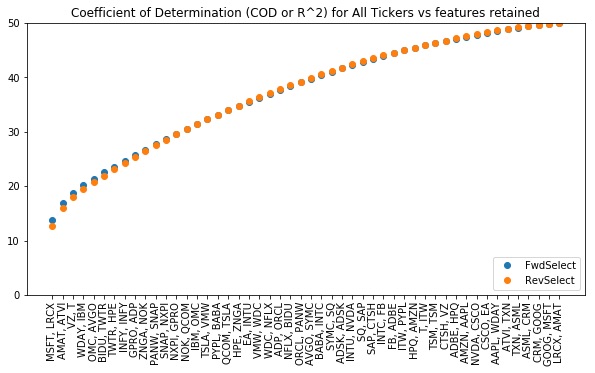 Coefficient of Determination (COD or R^2) for All Tickers vs features retained
50
40
30
20
10
0
FwdSelect
RevSelect
MSFT, LRCX
AMAT, ATVI
VZ, T
WDAY, IBM
OMC, AVGO
BIDU, TWTR
TWTR, HPE
INFY, INFY
GPRO, ADP
ZNGA, NOK
PANW, SNAP
SNAP, NXPI
NXPI, GPRO
NOK, QCOM
IBM, OMC
TSLA, VMW
PYPL, BABA
QCOM, TSLA
HPE, ZNGA
EA, INTU
VMW, WDC
WDC, NFLX
ADP, ORCL
NFLX, BIDU
ORCL, PANW
AVGO, SYMC
BABA, INTC
SYMC, SQ
ADSK, ADSK
INTU, NVDA
SQ, SAP
SAP, CTSH
INTC, FB
FB, ADBE
ITW, PYPL
HPQ, AMZN
T, ITW
TSM, TSM
CTSH, VZ
ADBE, HPQ
AMZN, AAPL
NVDA, CSCO
CSCO, EA
AAPL, WDAY
ATVI, TXN
TXN, ASML
ASML, CRM
CRM, GOOG
GOOG, MSFT
LRCX, AMAT